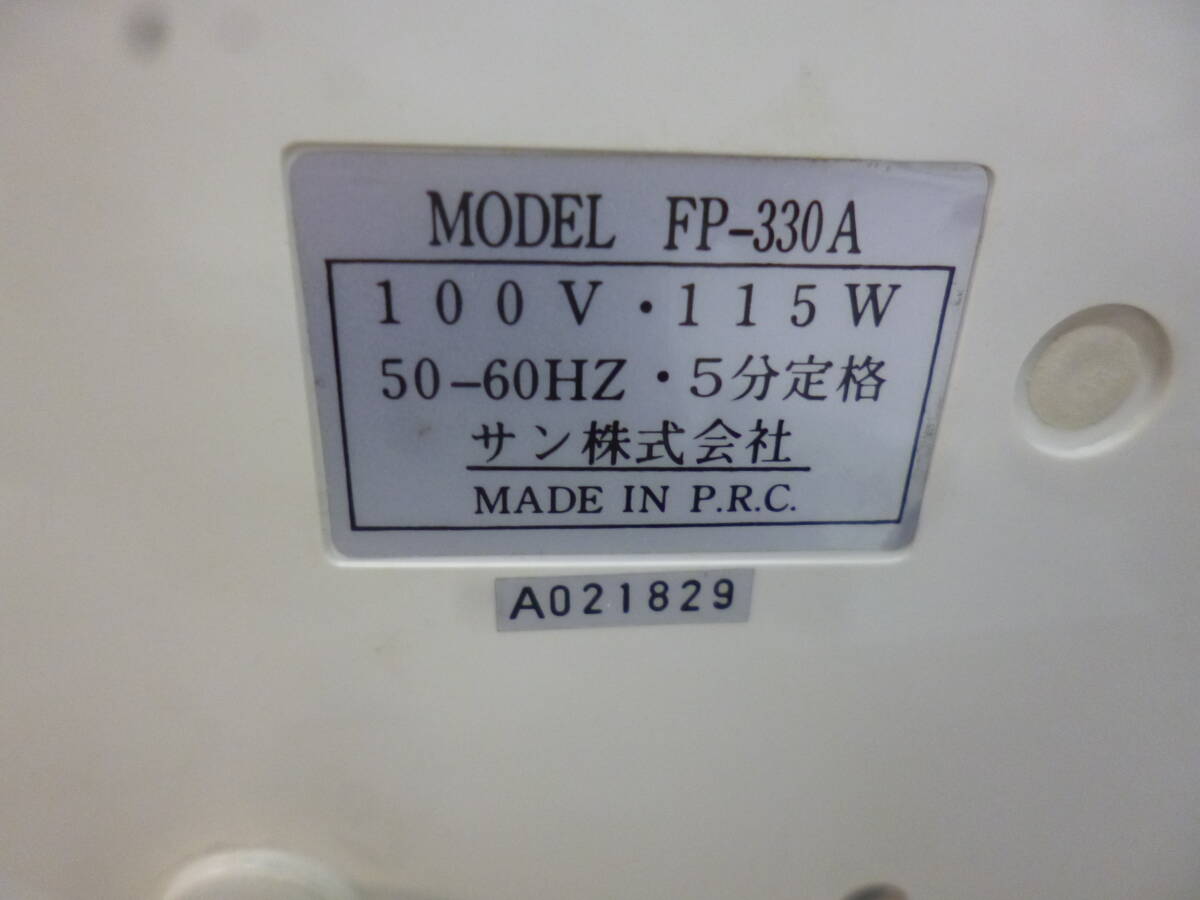 MODEL FP-330A
100V・115W
50-60HZ・5分定格
サン株式会社
MADE IN P.R.C.
A021829